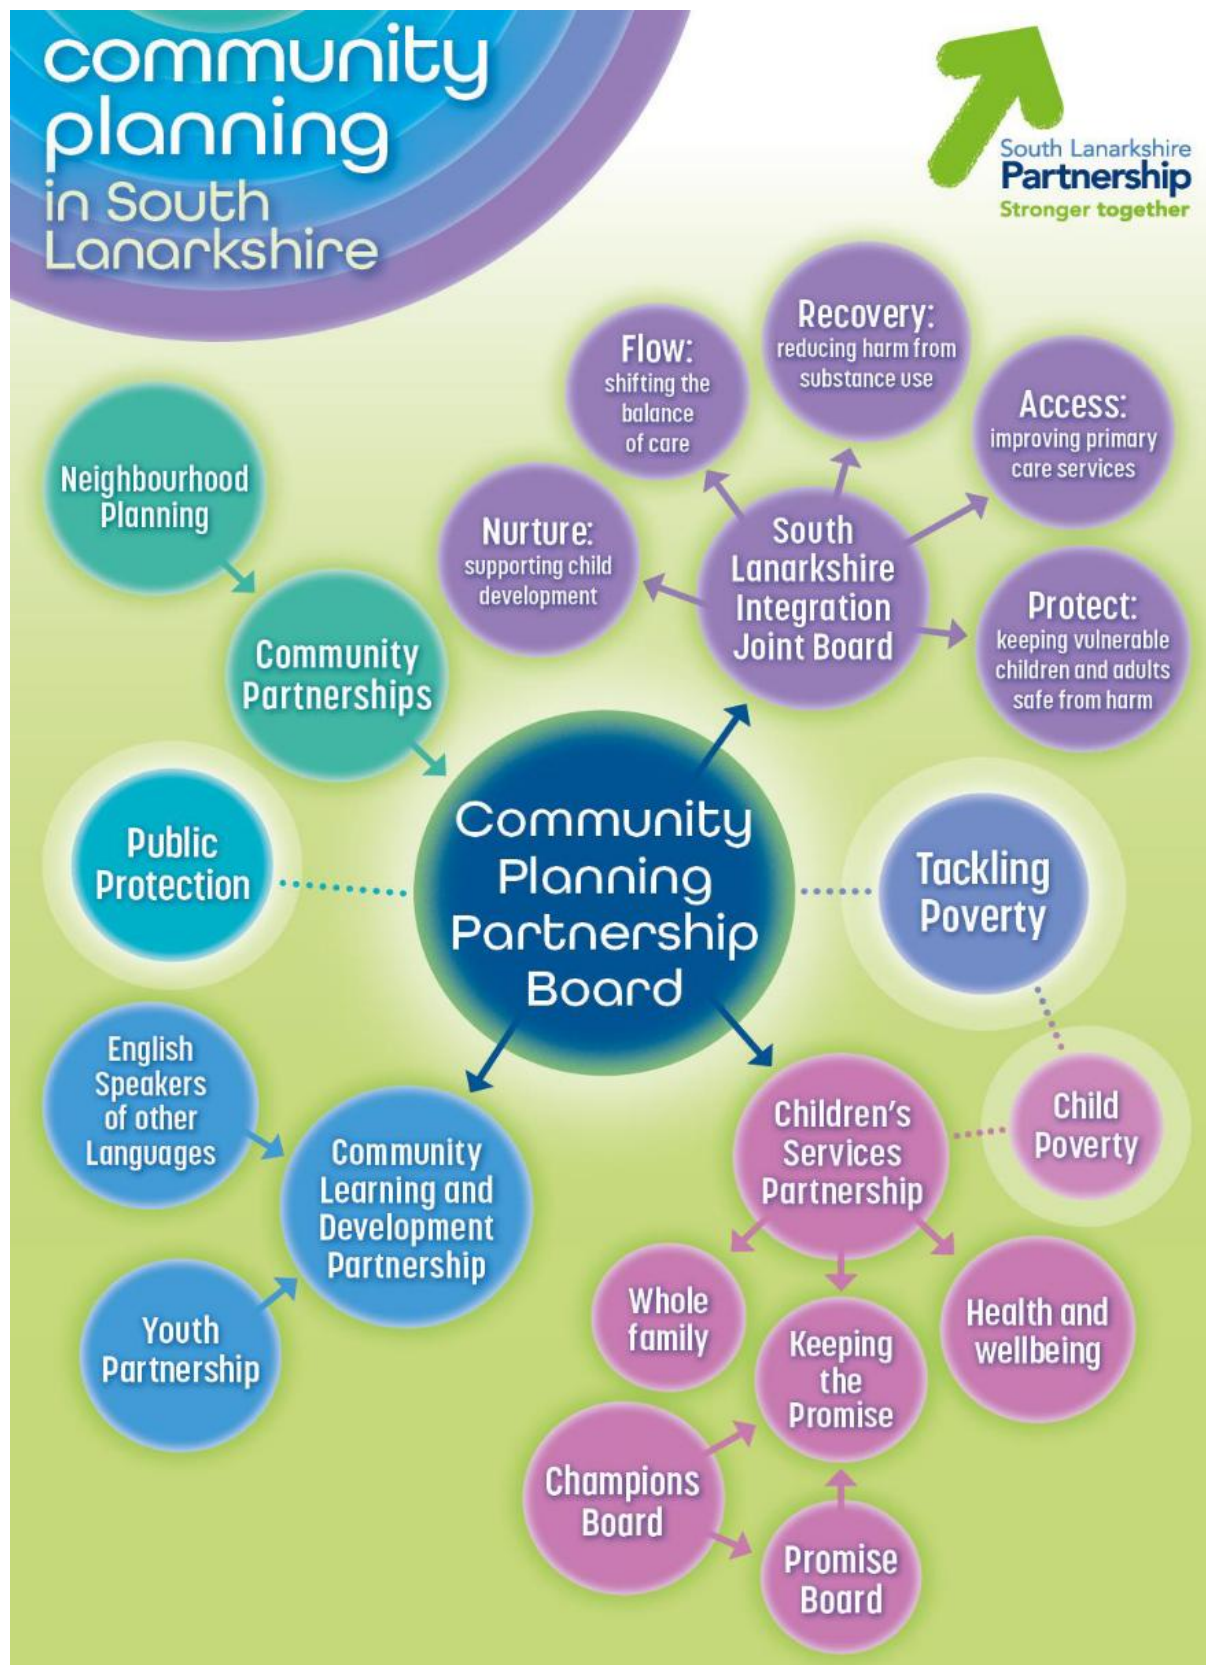 community
planning
in South
Lanarkshire
South Lanarkshire
Partnership
Stronger together
Recovery:
reducing harm from
substance use
Flow:
shifting the
balance
of care
Access:
improving primary
care services
Neighbourhood
Planning
Nurture:
supporting child
development
South
Lanarkshire
Integration
Joint Board
Protect:
keeping vulnerable
children and adults
safe from harm
Community
Partnerships
Public
Protection
Community
Planning
Partnership
Board
Tackling
Poverty
English
Speakers
of other
Languages
Community
Learning and
Development
Partnership
Children's
Services
Partnership
Child
Poverty
Youth
Partnership
Whole
family
Keeping
the
Promise
Health and
wellbeing
Champions
Board
Promise
Board